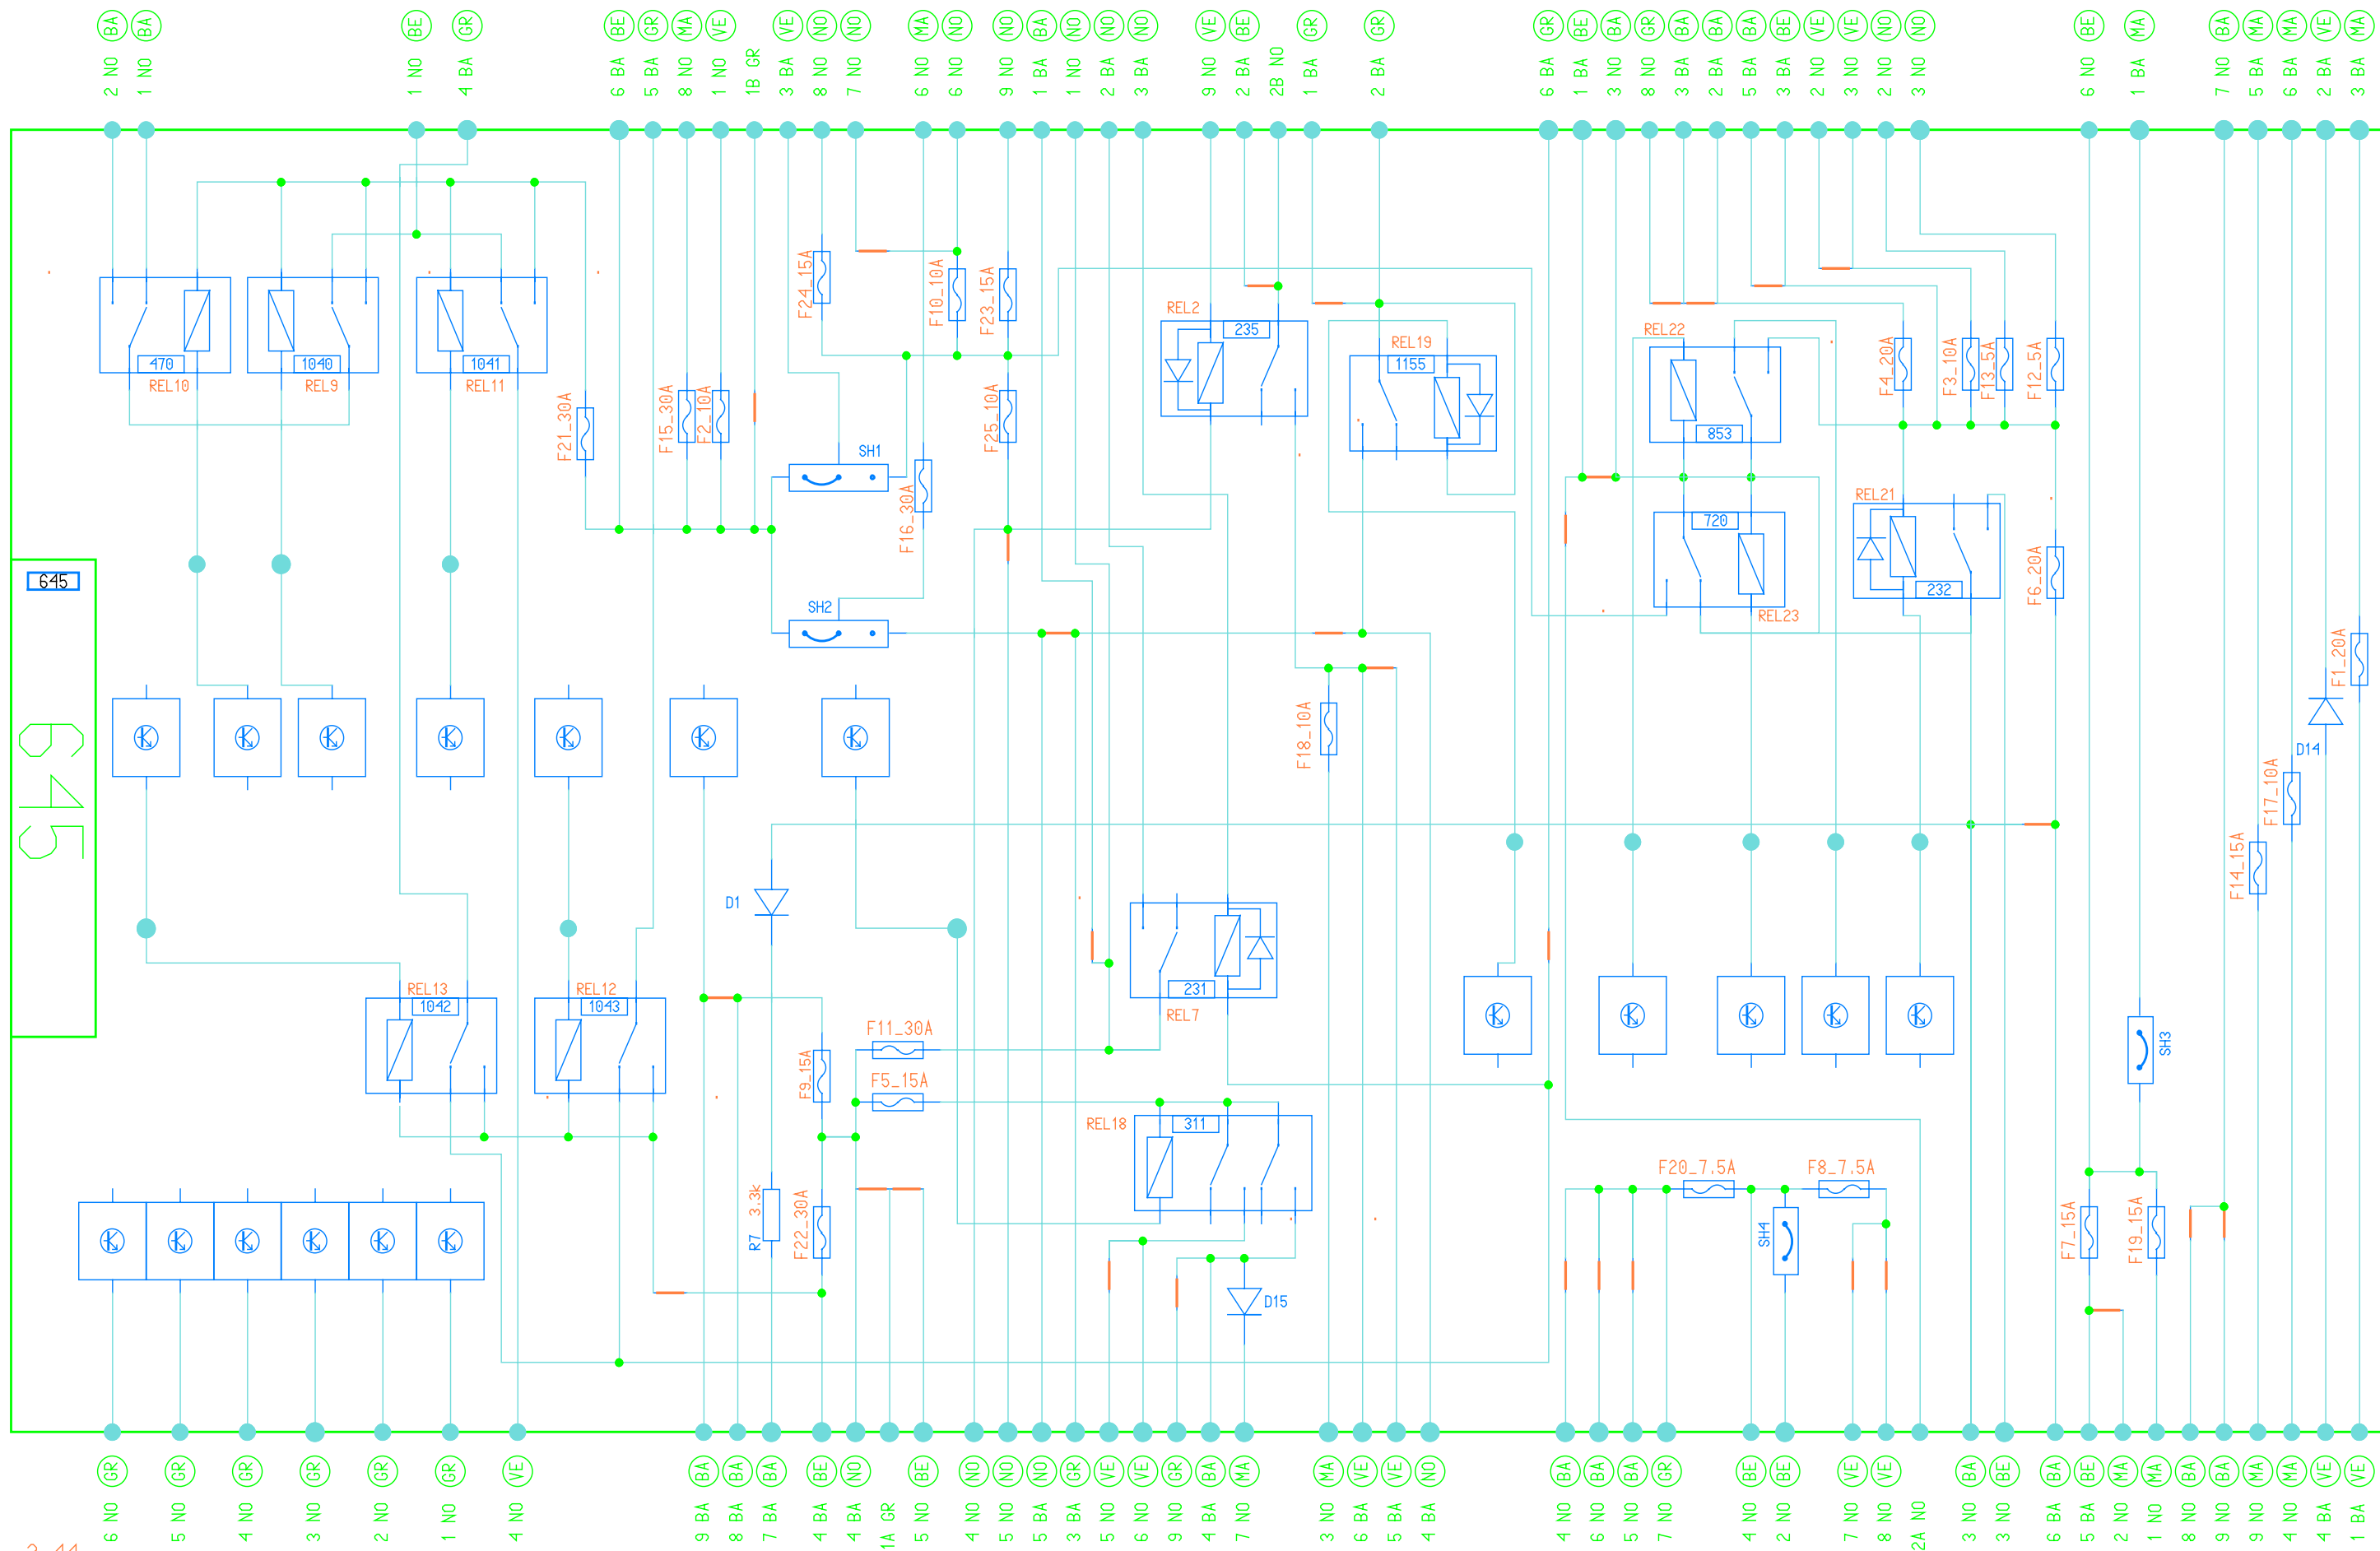 2 NO BA
1 NO BA
1 NO BE
4 BA GR
6 BA BE
5 BA GR
8 NO MA
1 NO VE
1B GR
3 BA VE
8 NO NO
7 NO NO
6 NO MA
6 NO NO
9 NO NO
1 BA BA
1 NO NO
2 BA NO
3 BA NO
9 NO VE
2 BA BE
2B NO
1 BA GR
2 BA GR
6 BA GR
1 BA BE
3 NO BA
8 NO GR
3 BA BA
2 BA BA
5 BA BA
3 BA BE
2 NO VE
3 NO VE
2 NO NO
3 NO NO
6 NO BE
1 BA MA
7 NO BA
5 BA MA
6 BA MA
2 BA VE
3 BA MA
F24_15A
F10_10A
F23_15A
REL2
235
REL19
1155
REL22
853
F4_20A
F3_10A
F13_5A
F12_5A
470
REL10
1040
REL9
1041
REL11
F21_30A
F15_30A
F2_10A
SH1
F16_30A
F25_10A
720
REL23
REL21
232
F6_20A
645
SH2
F1_20A
645
F18_10A
D14
F17_10A
F14_15A
D1
231
REL7
REL13
1042
REL12
1043
F11_30A
F9_15A
F5_15A
SH3
REL18
311
F20_7.5A
F8_7.5A
R7 3.3k
F22_30A
SH4
F7_15A
F19_15A
D15
6 NO GR
5 NO GR
4 NO GR
3 NO GR
2 NO GR
1 NO GR
4 NO VE
9 BA BA
8 BA BA
7 BA BA
4 BA BE
4 BA NO
1A GR
5 NO BE
4 NO NO
5 NO NO
5 BA NO
3 BA GR
5 NO VE
6 NO VE
9 NO GR
4 BA BA
7 NO MA
3 NO MA
6 BA VE
5 BA VE
4 BA NO
4 NO BA
6 NO BA
5 NO BA
7 NO GR
4 NO BE
2 NO BE
7 NO VE
8 NO VE
2A NO
3 NO BA
3 NO BE
6 BA BA
5 BA BE
2 NO MA
1 NO MA
8 NO BA
9 NO BA
9 NO MA
4 NO MA
4 BA VE
1 BA VE